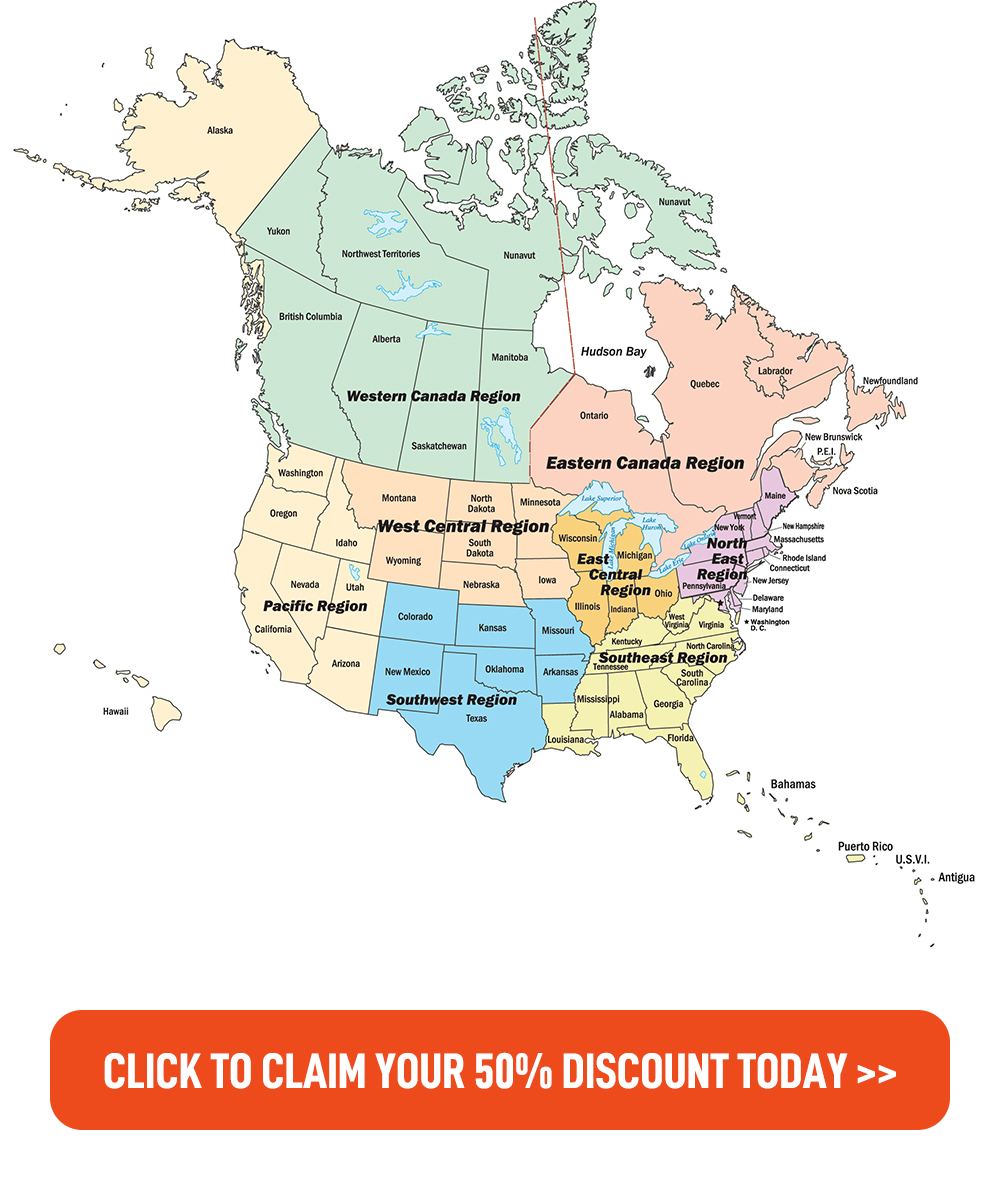 Alaska
Yukon
Northwest Territories
Nunavut
Nunavut
British Columbia
Alberta
Manitoba
Saskatchewan
Western Canada Region
Hudson Bay
Quebec
Labrador
Newfoundland
Ontario
Eastern Canada Region
New Brunswick
P.E.I.
Nova Scotia
Washington
Oregon
Idaho
Nevada
Utah
Pacific Region
California
Arizona
Hawaii
Montana
North
Dakota
Minnesota
West Central Region
South
Dakota
Wyoming
Nebraska
Iowa
Lake Superior
Lake
Huron
Lake Michigan
Lake Ontario
Lake Erie
Wisconsin
Michigan
East
Central
Region
Illinois
Indiana
Ohio
Maine
Vermont
New York
New Hampshire
Massachusetts
North
East
Region
Rhode Island
Connecticut
Pennsylvania
New Jersey
Delaware
Maryland
Washington
D. C.
Colorado
Kansas
Missouri
New Mexico
Oklahoma
Arkansas
Southwest Region
Texas
West
Virginia
Virginia
Kentucky
North Carolina
Southeast Region
Tennessee
South
Carolina
Mississippi
Alabama
Georgia
Louisiana
Florida
Bahamas
Puerto Rico
U.S.V.I.
Antigua
CLICK TO CLAIM YOUR 50% DISCOUNT TODAY >>